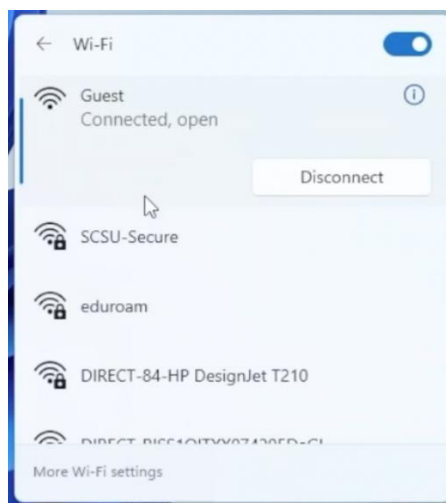 Wi-Fi
Guest
Connected, open
Disconnect
SCSU-Secure
eduroam
DIRECT-84-HP DesignJet T210
More Wi-Fi settings